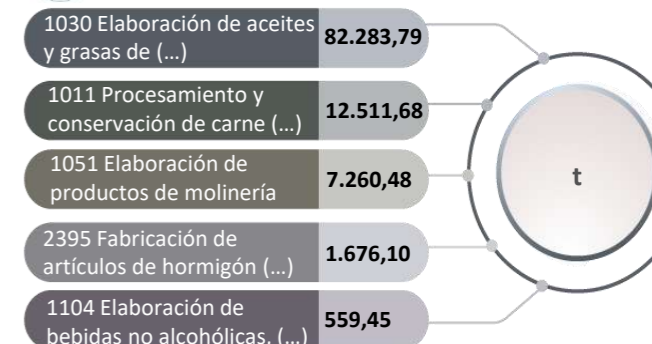 1030 Elaboración de aceites
y grasas de (...)
82.283,79
1011 Procesamiento y
conservación de carne (...)
12.511,68
1051 Elaboración de
productos de molinería
7.260,48
2395 Fabricación de
artículos de hormigón (...)
1.676,10
1104 Elaboración de
bebidas no alcohólicas, (...)
559,45
t